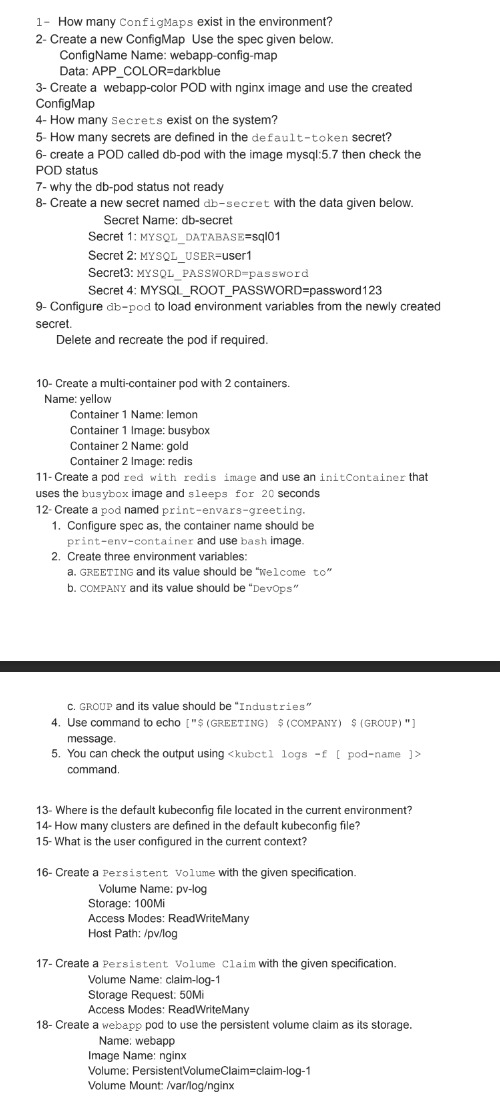 1- How many ConfigMaps exist in the environment?
2- Create a new ConfigMap Use the spec given below.
ConfigName Name: webapp-config-map
Data: APP_COLOR=darkblue
3- Create a webapp-color POD with nginx image and use the created
ConfigMap
4- How many Secrets exist on the system?
5- How many secrets are defined in the default-token secret?
6- create a POD called db-pod with the image mysql:5.7 then check the
POD status
7- why the db-pod status not ready
8- Create a new secret named db-secret with the data given below.
Secret Name: db-secret
Secret 1: MYSQL_DATABASE=sql01
Secret 2: MYSQL_USER=user1
Secret3: MYSQL_PASSWORD=password
Secret 4: MYSQL_ROOT_PASSWORD=password123
9- Configure db-pod to load environment variables from the newly created
secret.
Delete and recreate the pod if required.
10- Create a multi-container pod with 2 containers.
Name: yellow
Container 1 Name: lemon
Container 1 Image: busybox
Container 2 Name: gold
Container 2 Image: redis
11- Create a pod red with redis image and use an initContainer that
uses the busybox image and sleeps for 20 seconds
12- Create a pod named print-envars-greeting.
1. Configure spec as, the container name should be
print-env-container and use bash image.
2. Create three environment variables:
a. GREETING and its value should be “Welcome to”
b. COMPANY and its value should be “DevOps”
c. GROUP and its value should be “Industries”
4. Use command to echo ["$(GREETING) $(COMPANY) $(GROUP)"]
message.
5. You can check the output using <kubctl logs -f [ pod-name ]>
command.
13- Where is the default kubeconfig file located in the current environment?
14- How many clusters are defined in the default kubeconfig file?
15- What is the user configured in the current context?
16- Create a Persistent Volume with the given specification.
Volume Name: pv-log
Storage: 100Mi
Access Modes: ReadWriteMany
Host Path: /pv/log
17- Create a Persistent Volume Claim with the given specification.
Volume Name: claim-log-1
Storage Request: 50Mi
Access Modes: ReadWriteMany
18- Create a webapp pod to use the persistent volume claim as its storage.
Name: webapp
Image Name: nginx
Volume: PersistentVolumeClaim=claim-log-1
Volume Mount: /var/log/nginx